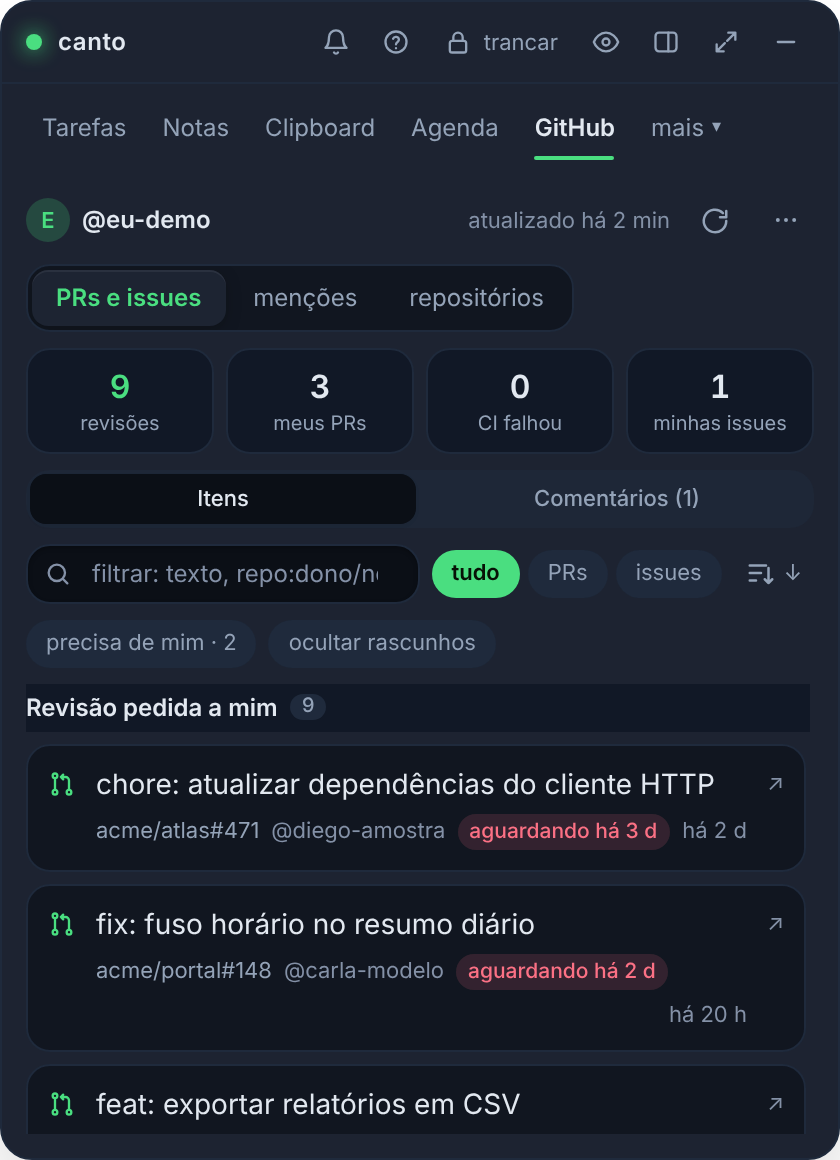 canto
trancar
Tarefas Notas Clipboard Agenda GitHub mais ▾
E @eu-demo atualizado há 2 min
PRs e issues menções repositórios
9 3 0 1
revisões meus PRs CI falhou minhas issues
Itens Comentários (1)
filtrar: texto, repo:dono/n tudo PRs issues
precisa de mim · 2 ocultar rascunhos
Revisão pedida a mim 9
chore: atualizar dependências do cliente HTTP
acme/atlas#471 @diego-amostra aguardando há 3 d há 2 d
fix: fuso horário no resumo diário
acme/portal#148 @carla-modelo aguardando há 2 d
há 20 h
feat: exportar relatórios em CSV